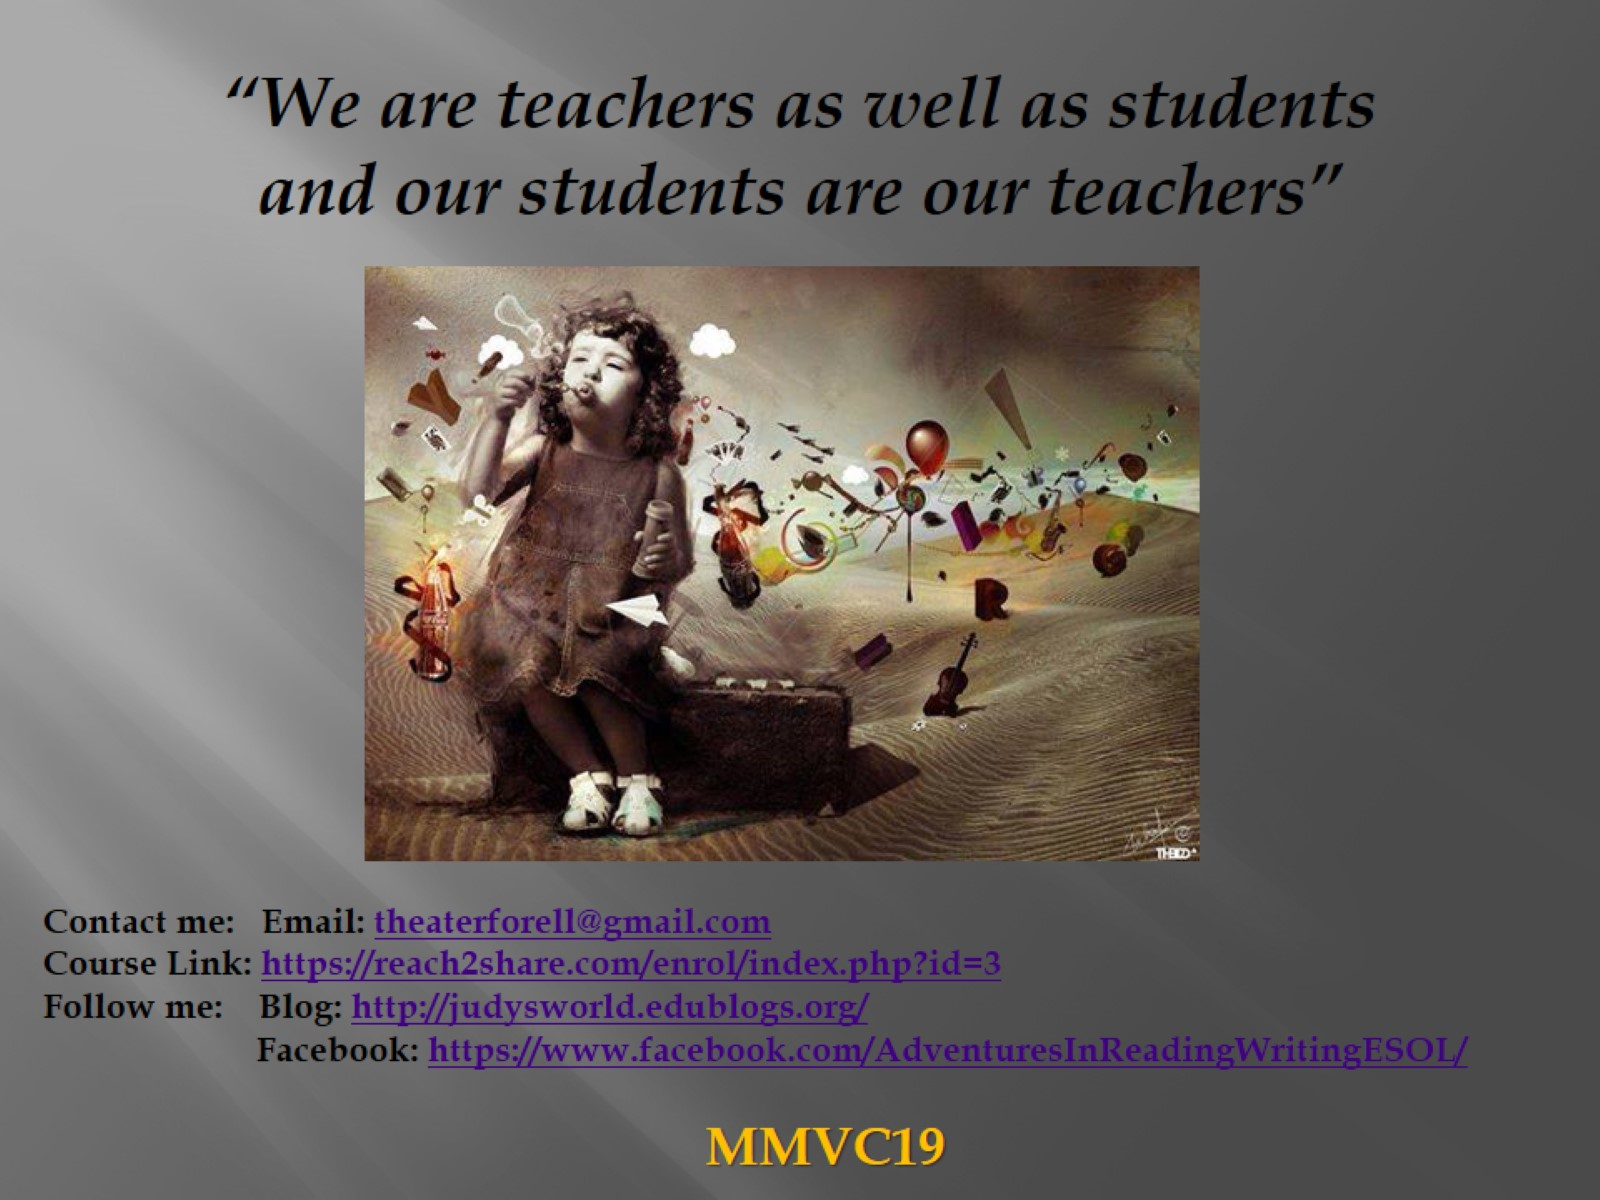 “We are teachers as well as students
and our students are our teachers”
R
THEIZD*
Contact me: Email: theaterforell@gmail.com
Course Link: https://reach2share.com/enrol/index.php?id=3
Follow me: Blog: http://judysworld.edublogs.org/
Facebook: https://www.facebook.com/AdventuresInReadingWritingESOL/
MMVC19